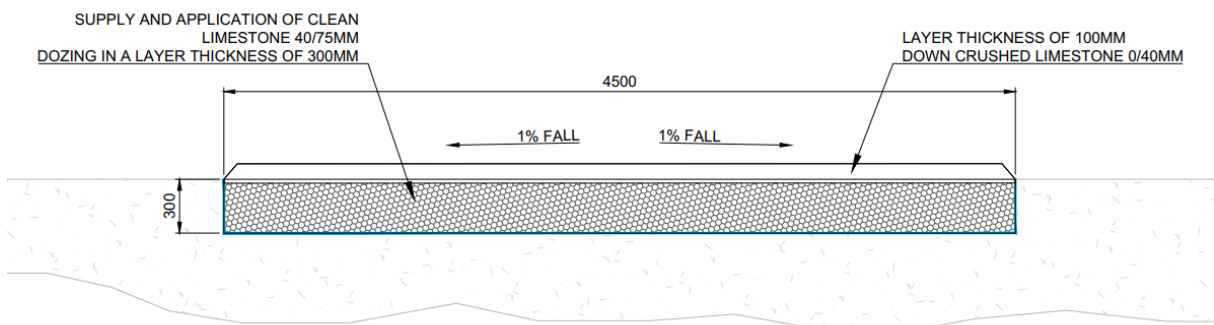 SUPPLY AND APPLICATION OF CLEAN
LIMESTONE 40/75MM
DOZING IN A LAYER THICKNESS OF 300MM
LAYER THICKNESS OF 100MM
DOWN CRUSHED LIMESTONE 0/40MM
4500
1% FALL
1% FALL
300